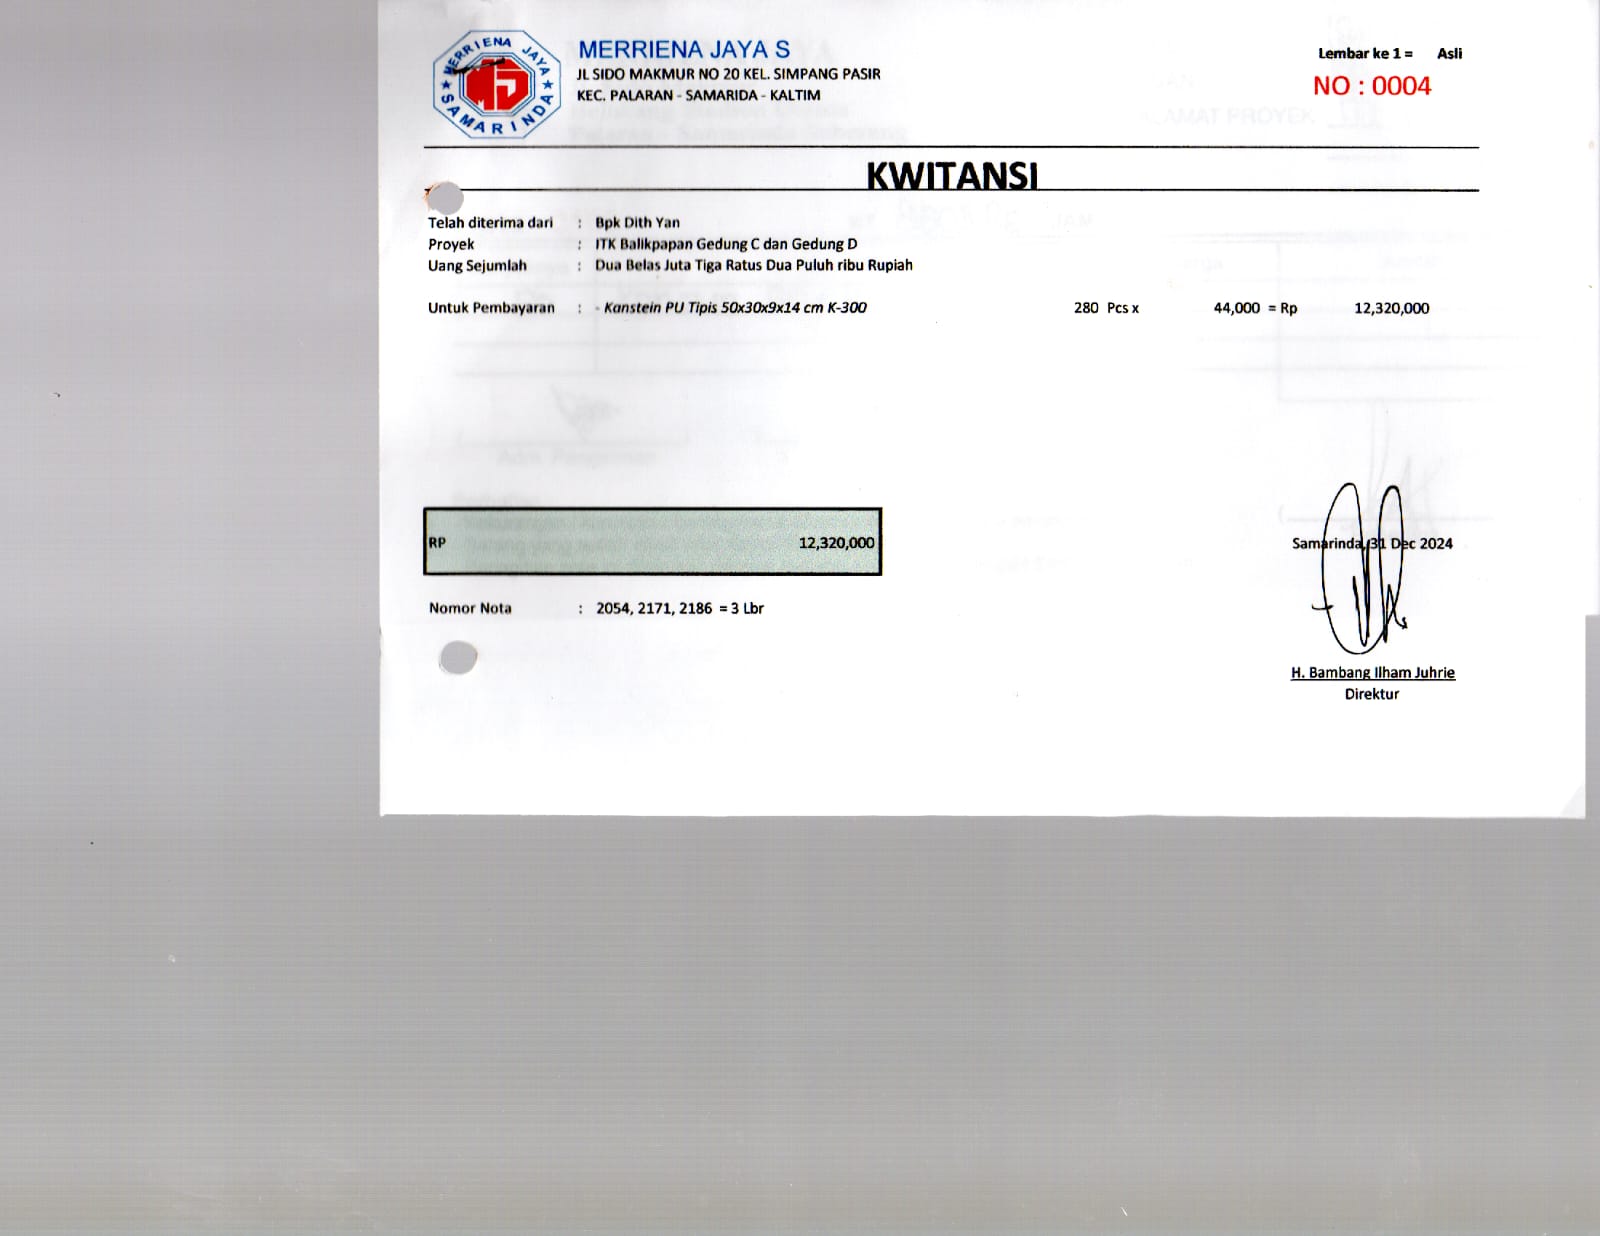 MERRIENA JAYA
SAMARINDA
MERRIENA JAYA S
JL SIDO MAKMUR NO 20 KEL. SIMPANG PASIR
KEC. PALARAN - SAMARIDA - KALTIM
Lembar ke 1 = Asli
NO : 0004
KWITANSI
Telah diterima dari : Bpk Dith Yan
Proyek : ITK Balikpapan Gedung C dan Gedung D
Uang Sejumlah : Dua Belas Juta Tiga Ratus Dua Puluh ribu Rupiah
Untuk Pembayaran : - Kanstein PU Tipis 50x30x9x14 cm K-300 280 Pcs x 44,000 = Rp 12,320,000
RP 12,320,000
Samarinda, 31 Dec 2024
Nomor Nota : 2054, 2171, 2186 = 3 Lbr
H. Bambang Ilham Juhrie
Direktur